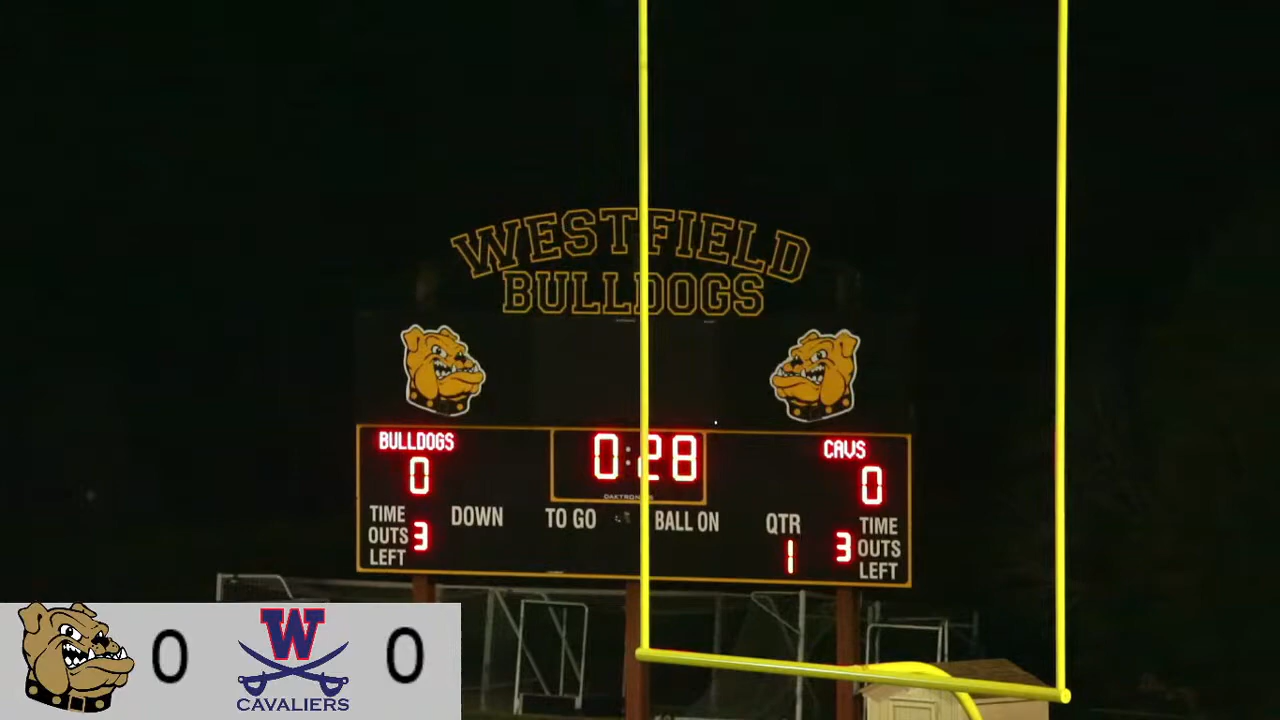 WESTFIELD
BULLDOGS
BULLDOGS
0:28
CAVS
0
0
DAKTRONICS
TIME
OUTS
LEFT
3
DOWN
TO GO
BALL ON
QTR
1
3
TIME
OUTS
LEFT
0
W
CAVALIERS
0